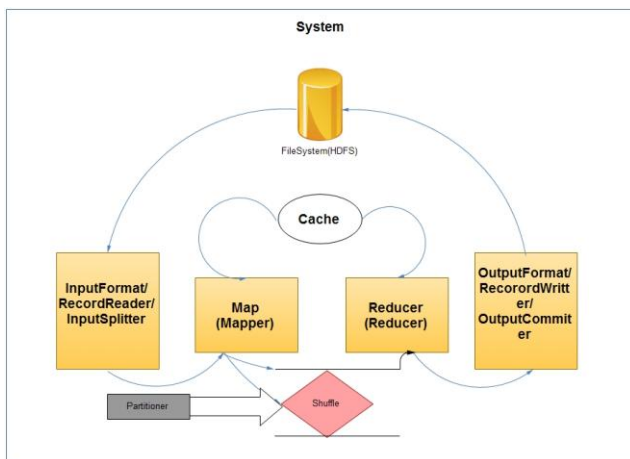 System
FileSystem(HDFS)
Cache
InputFormat/
RecordReader/
InputSplitter
Map
(Mapper)
Reducer
(Reducer)
OutputFormat/
RecorordWritt
er/
OutputCommit
er
Partitioner
Shuffle